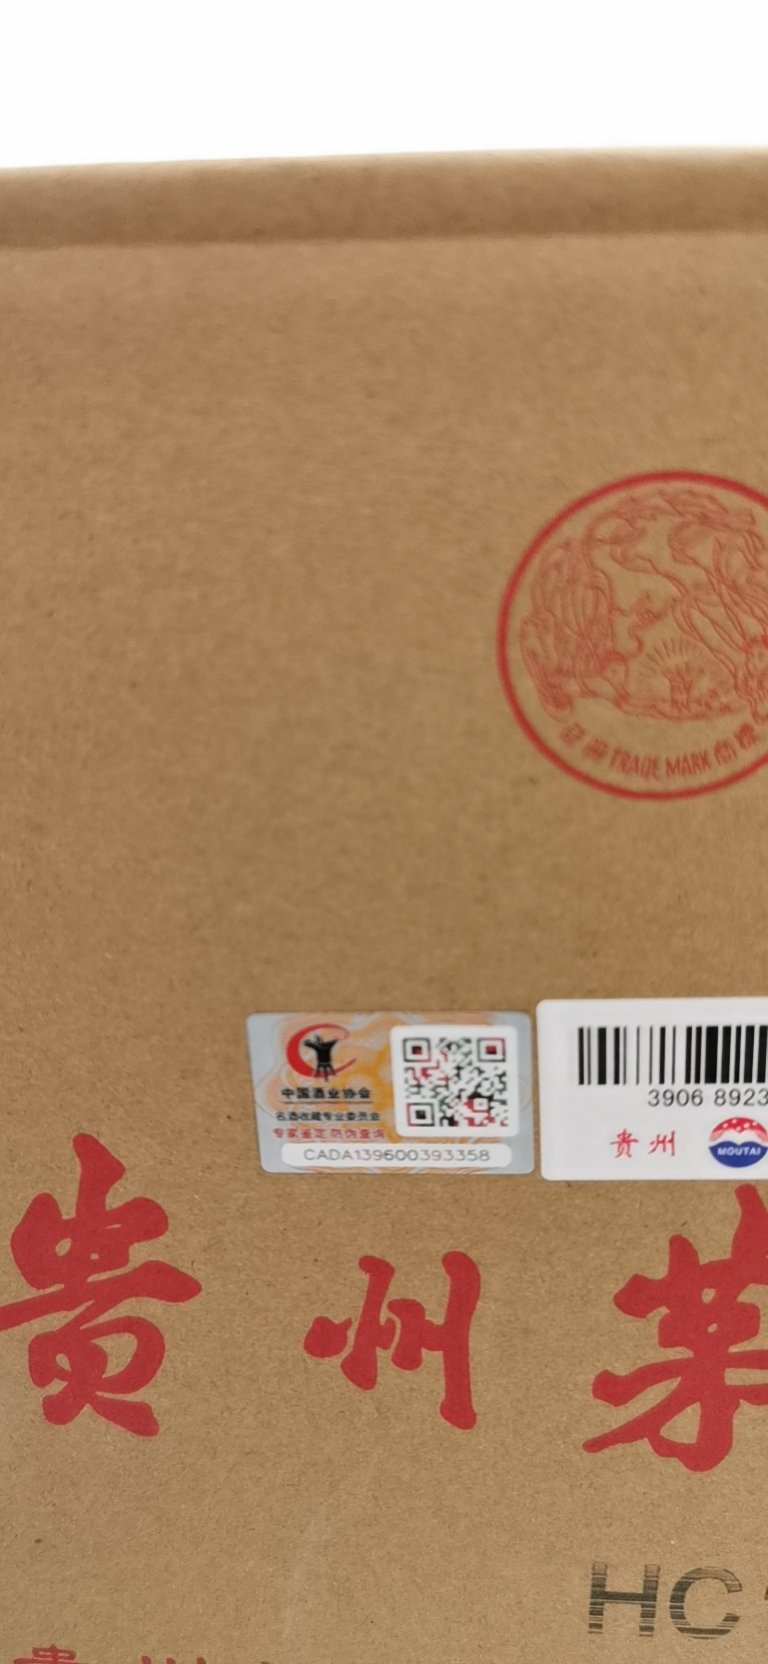 TRADE MARK
中国酒业协会
名酒收藏专业委员会
专家鉴定 防伪查询
CADA139600393358
3906 8923
贵州
MOUTAI
贵州茅
HC